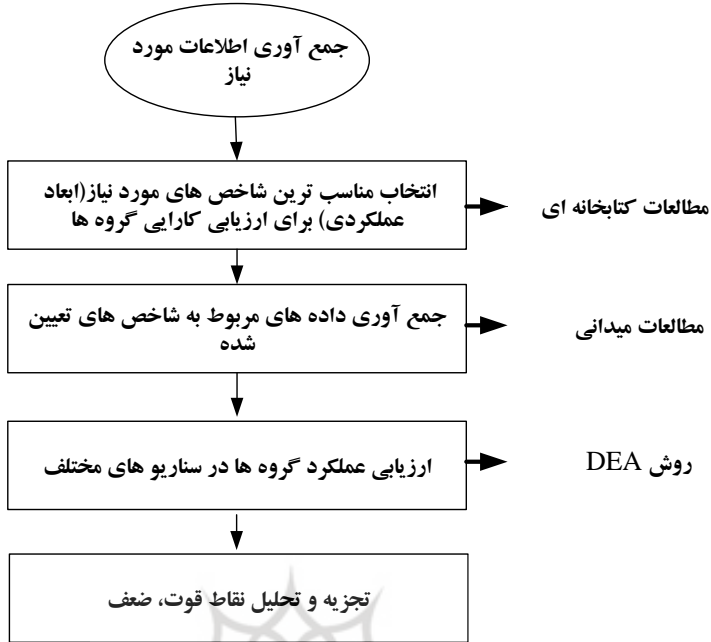 جمع آوری اطلاعات مورد
نیاز
انتخاب مناسب ترین شاخص های مورد نیاز(ابعاد
عملکردی) برای ارزیابی کارایی گروه ها
مطالعات کتابخانه ای
جمع آوری داده های مربوط به شاخص های تعیین
شده
مطالعات میدانی
ارزیابی عملکرد گروه ها در سناریو های مختلف
روش DEA
تجزیه و تحلیل نقاط قوت، ضعف